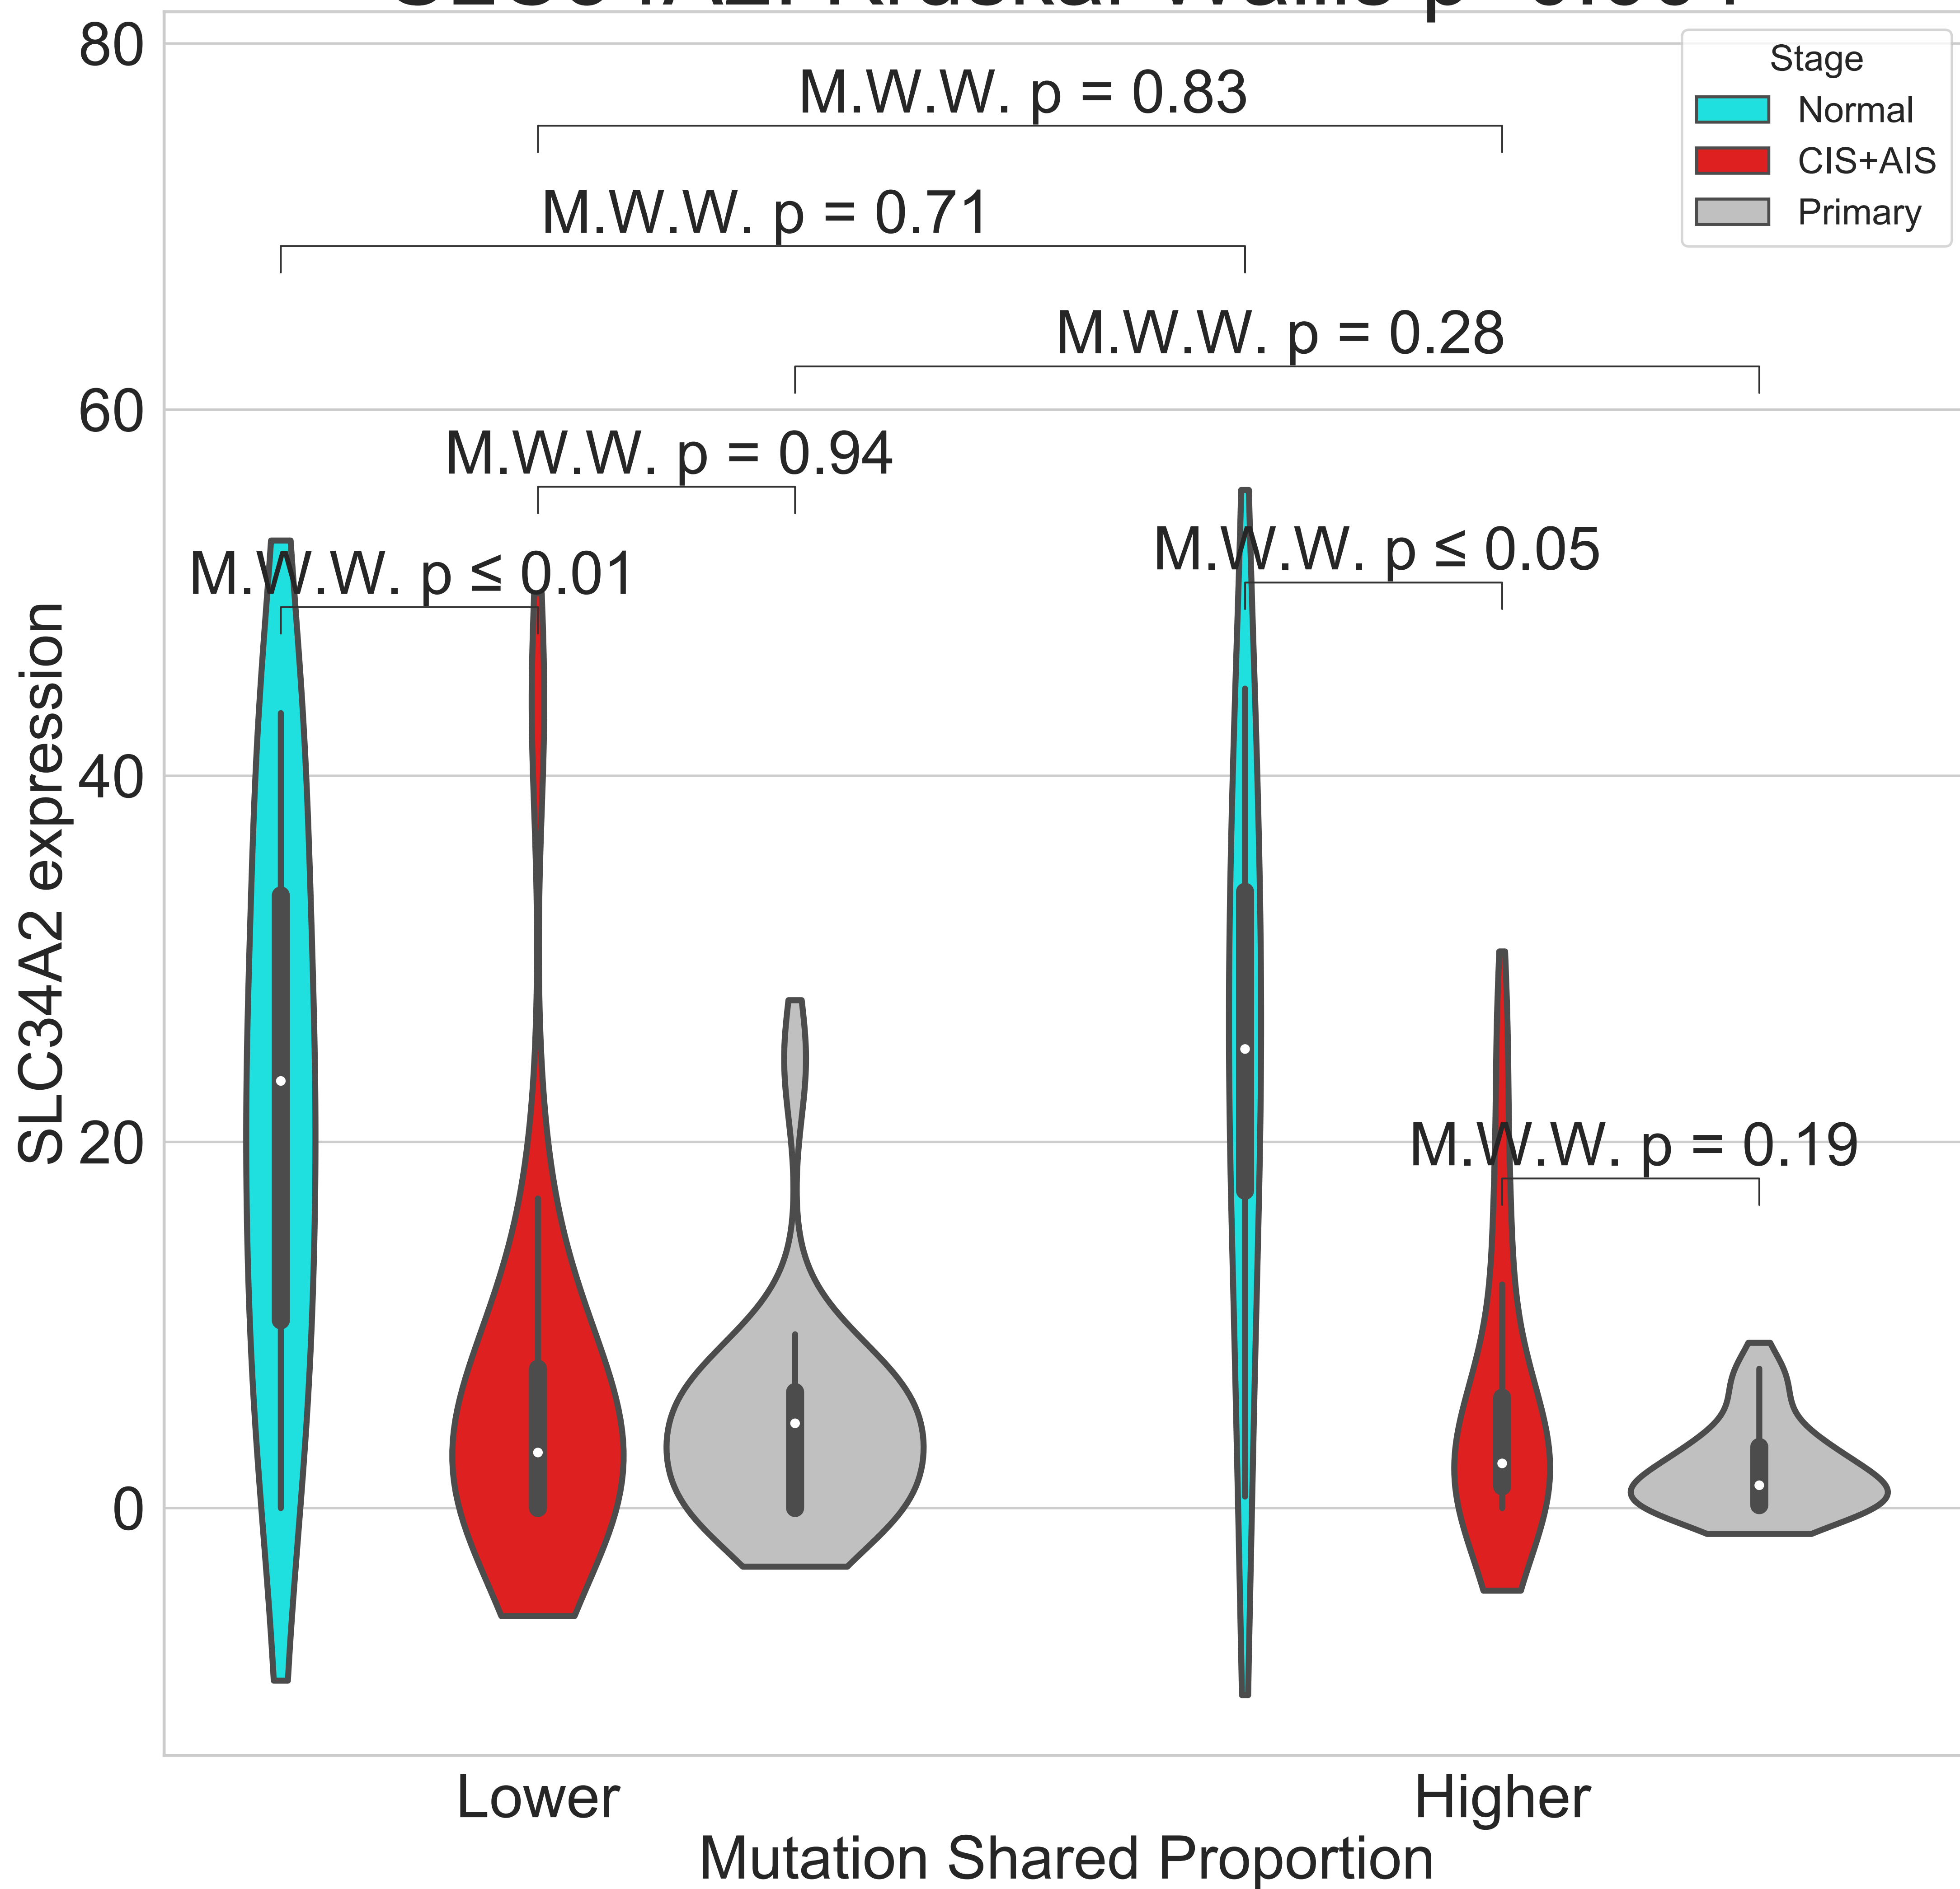 80
Stage
Normal
CIS+AIS
Primary
M.W.W. p = 0.83
M.W.W. p = 0.71
M.W.W. p = 0.28
60
M.W.W. p = 0.94
M.W.W. p ≤ 0.01
M.W.W. p ≤ 0.05
40
SLC34A2 expression
20
M.W.W. p = 0.19
0
Lower
Higher
Mutation Shared Proportion